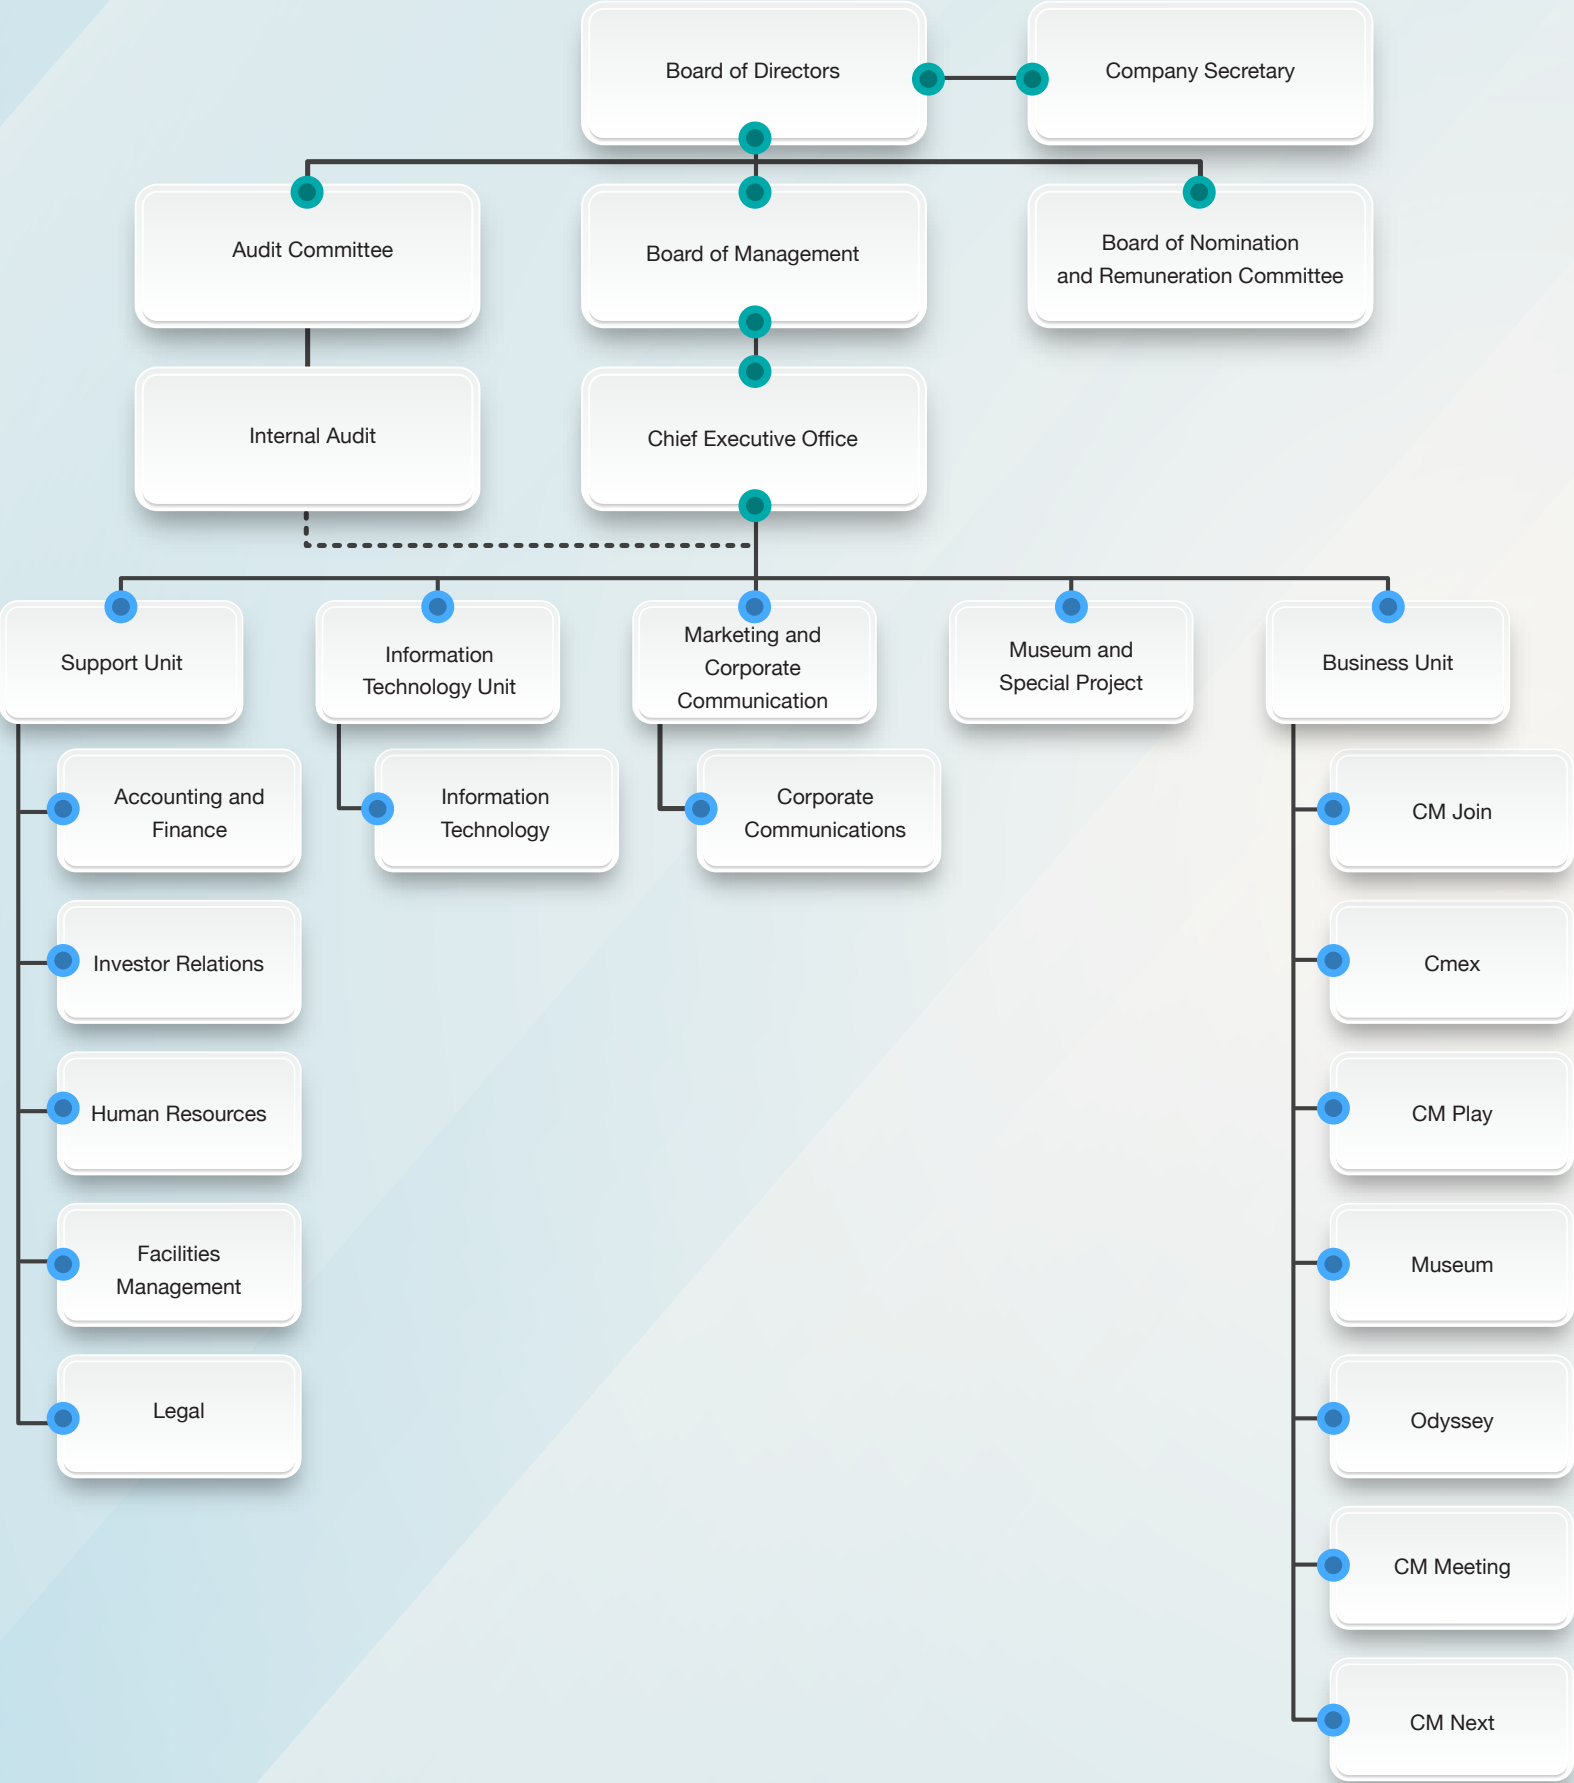 Board of Directors
Company Secretary
Audit Committee
Board of Management
Board of Nomination
and Remuneration Committee
Internal Audit
Chief Executive Office
Support Unit
Information
Technology Unit
Marketing and
Corporate
Communication
Museum and
Special Project
Business Unit
Accounting and
Finance
Information
Technology
Corporate
Communications
CM Join
Investor Relations
Cmex
Human Resources
CM Play
Facilities
Management
Museum
Legal
Odyssey
CM Meeting
CM Next